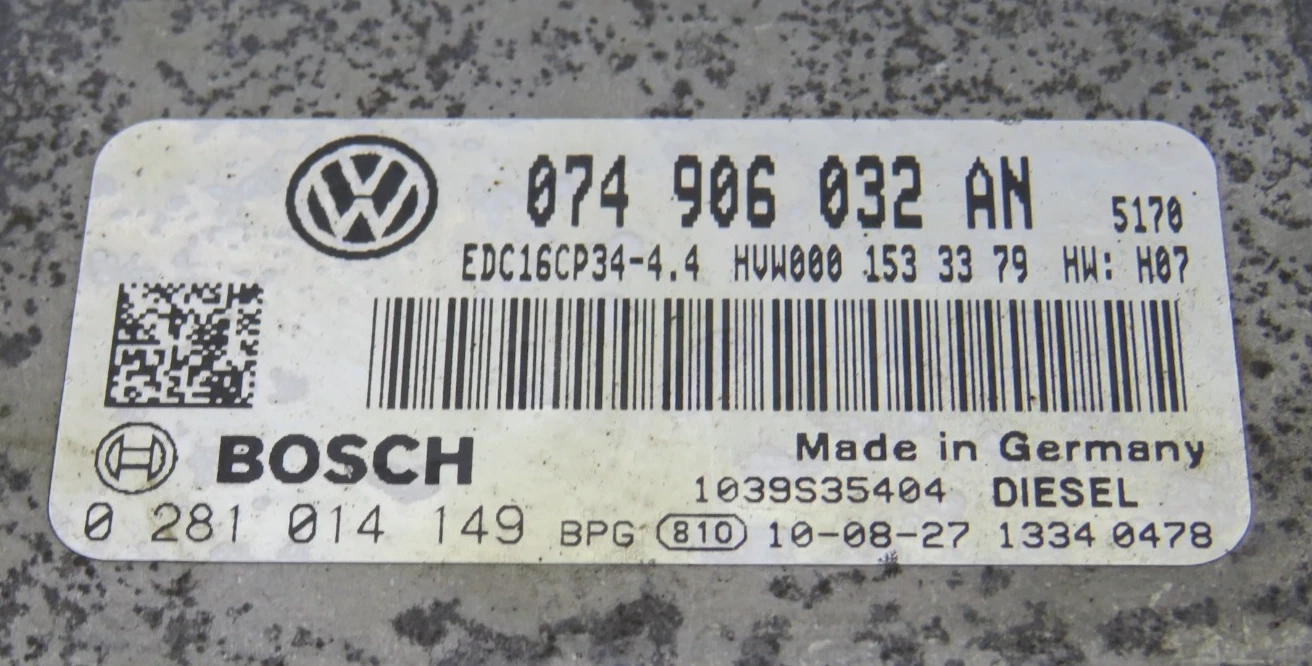 074 906 032 AN 5170
EDC16CP34-4.4 HVW000 153 33 79 HW: H07
BOSCH
Made in Germany
1039S35404 DIESEL
0 281 014 149 BPG 810 10-08-27 1334 0478